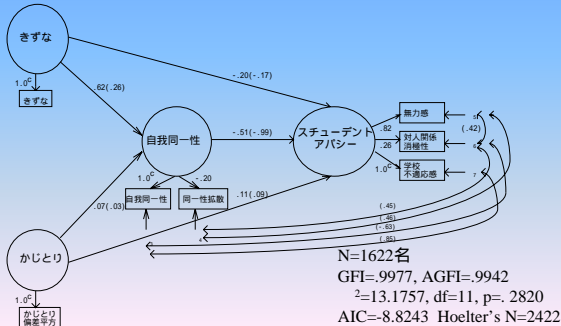 きずな
1.0c
きずな
.62(.26)
-.20(-.17)
自我同一性
-.51(-.99)
スチューデント
アパシー
.82
無力感
.26
対人関係
消極性
1.0c
学校
不適応感
5
(.42)
6
7
1.0c
-.20
自我同一性
同一性拡散
.11(.09)
.07(.03)
4
(.45)
(.46)
(-.63)
(.85)
かじとり
1.0c
かじとり
偏差平方
N=1622名
GFI=.9977, AGFI=.9942
2=13.1757, df=11, p=. 2820
AIC=-8.8243 Hoelter's N=2422